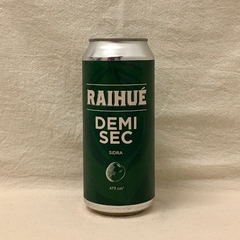 RAIHUÉ
DEMI
SEC
SIDRA
473 cm³